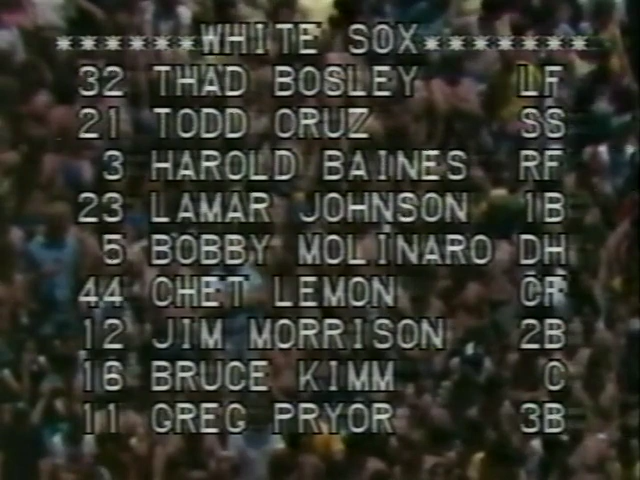 ******WHITE SOX*******
32 THAD BOSLEY LF
21 TODD CRUZ SS
3 HAROLD BAINES RF
23 LAMAR JOHNSON 1B
5 BOBBY MOLINARO DH
44 CHET LEMON CF
12 JIM MORRISON 2B
16 BRUCE KIMM C
11 GREG PRYOR 3B